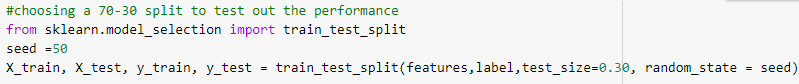 #choosing a 70-30 split to test out the performance
from sklearn.model_selection import train_test_split
seed =50
X_train, X_test, y_train, y_test = train_test_split(features,label,test_size=0.30, random_state = seed)